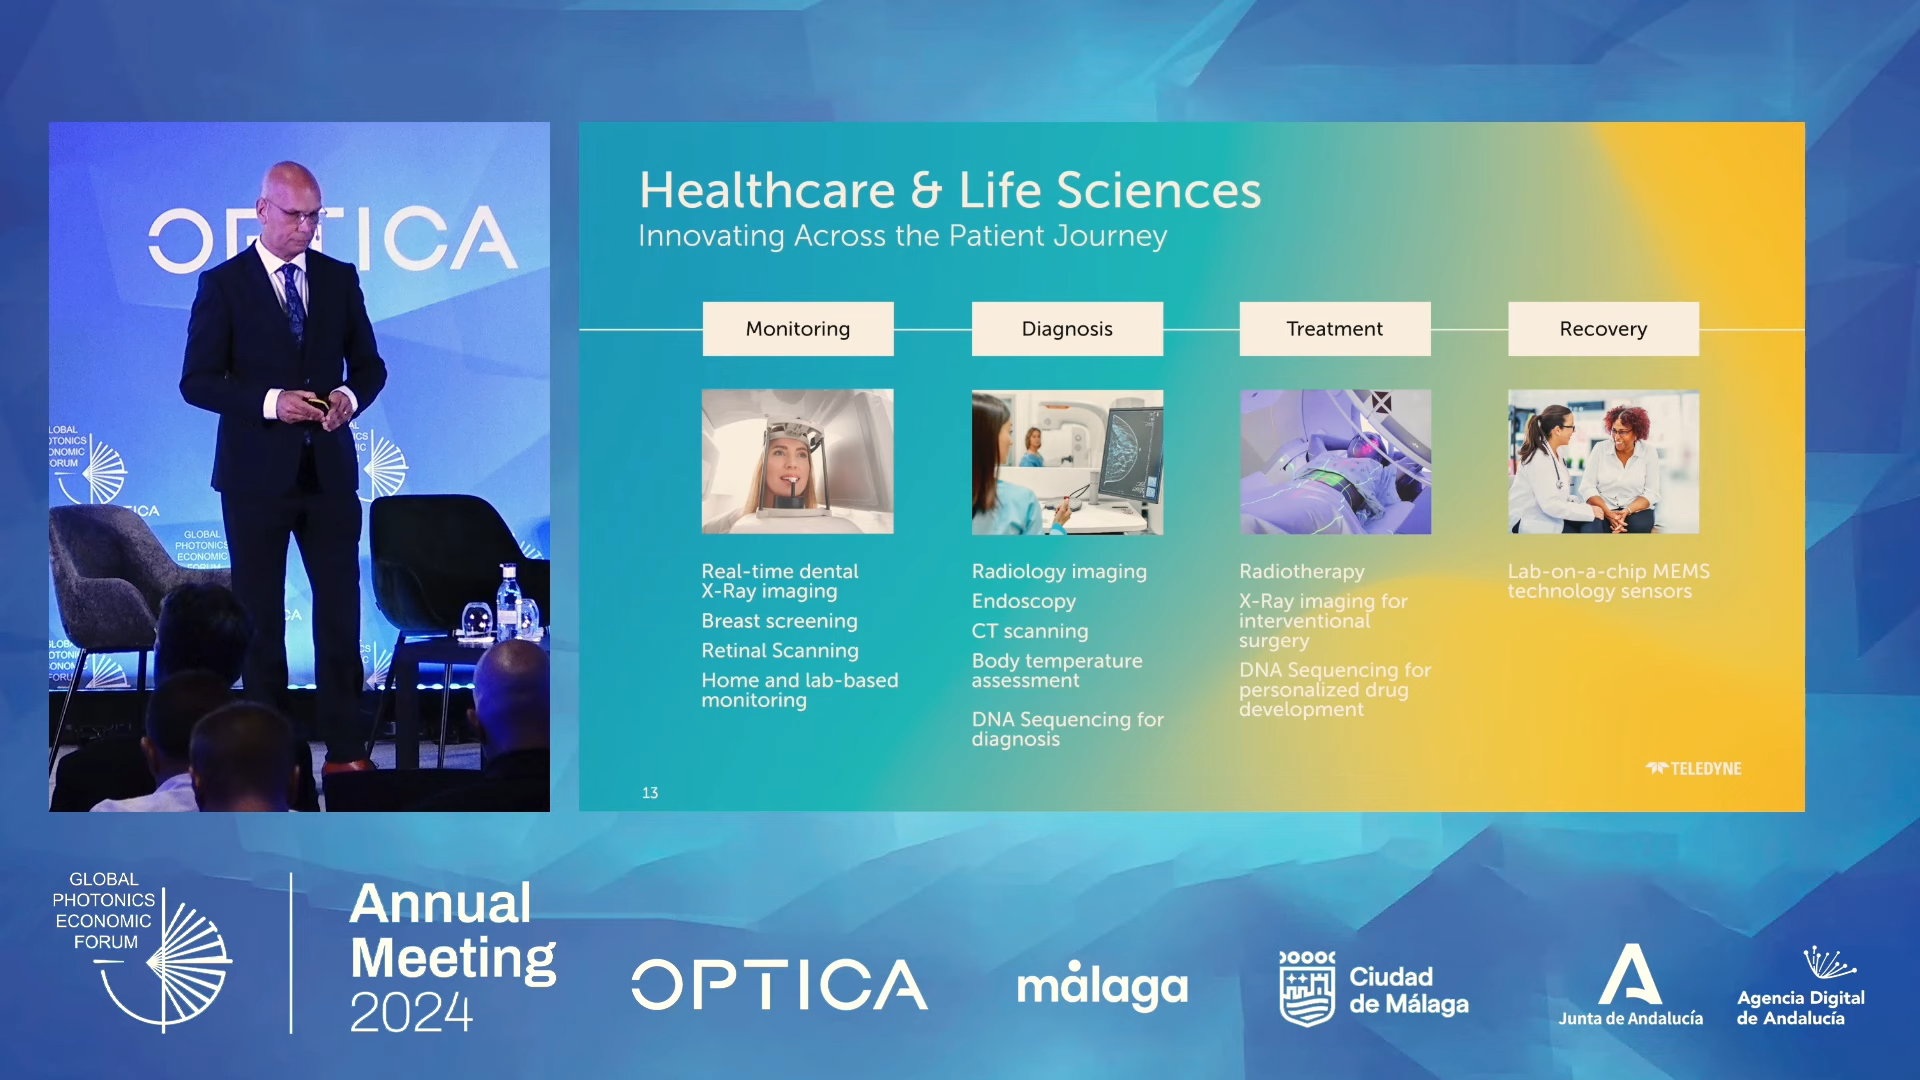 OPTICA
GLOBAL
PHOTONICS
ECONOMIC
FORUM
Healthcare & Life Sciences
Innovating Across the Patient Journey
Monitoring
Diagnosis
Treatment
Recovery
Real-time dental
X-Ray imaging
Breast screening
Retinal Scanning
Home and lab-based
monitoring
Radiology imaging
Endoscopy
CT scanning
Body temperature
assessment
DNA Sequencing for
diagnosis
Radiotherapy
X-Ray imaging for
interventional
surgery
DNA Sequencing for
personalized drug
development
Lab-on-a-chip MEMS
technology sensors
TELEDYNE
13
GLOBAL
PHOTONICS
ECONOMIC
FORUM
Annual
Meeting
2024
OPTICA
málaga
Ciudad
de Málaga
Junta de Andalucía
Agencia Digital
de Andalucía